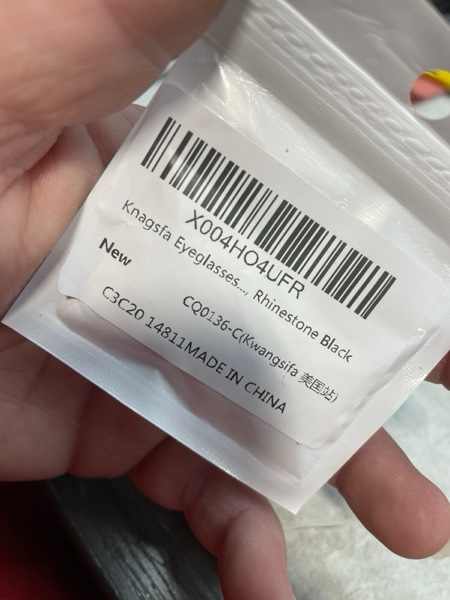 X004HO4UFR
Knagsfa Eyeglasses..., Rhinestone Black
New
CQ0136-C(Kwangsifa 美国站)
C3C20 14811MADE IN CHINA